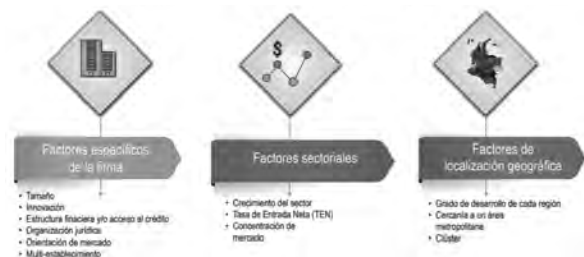 $
Factores específicos
de la firma
• Tamaño
• Innovación
• Estructura finaciera y/o acceso al crédito
• Organización jurídica
• Orientación de mercado
• Multi-establecimiento
Factores sectoriales
• Crecimiento del sector
• Tasa de Entrada Neta (TEN)
• Concentración de
mercado
Factores de
localización geográfica
• Grado de desarrollo de cada región
• Cercanía a un área
metropolitana
• Clúster